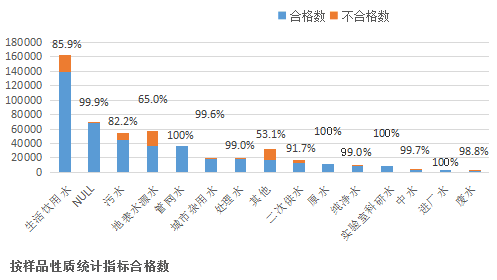 合格数 不合格数
180000
160000
140000
120000
100000
80000
60000
40000
20000
0
85.9%
99.9%
82.2%
65.0%
100%
99.6%
99.0%
53.1%
91.7%
100%
99.0%
100%
99.7%
100%
98.8%
生活饮用水
NULL
污水
地表水源水
管网水
城市杂用水
处理水
其他
二次供水
原水
纯净水
实验室科研水
中水
进厂水
废水
按样品性质统计指标合格数